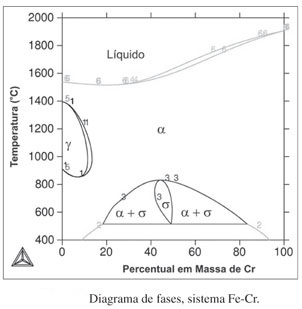 2000
1800
1600
1400
1200
1000
800
600
400
Temperatura (°C)
Líquido
α
γ
σ
α + σ
α + σ
0
20
40
60
80
100
Percentual em Massa de Cr
Diagrama de fases, sistema Fe-Cr.